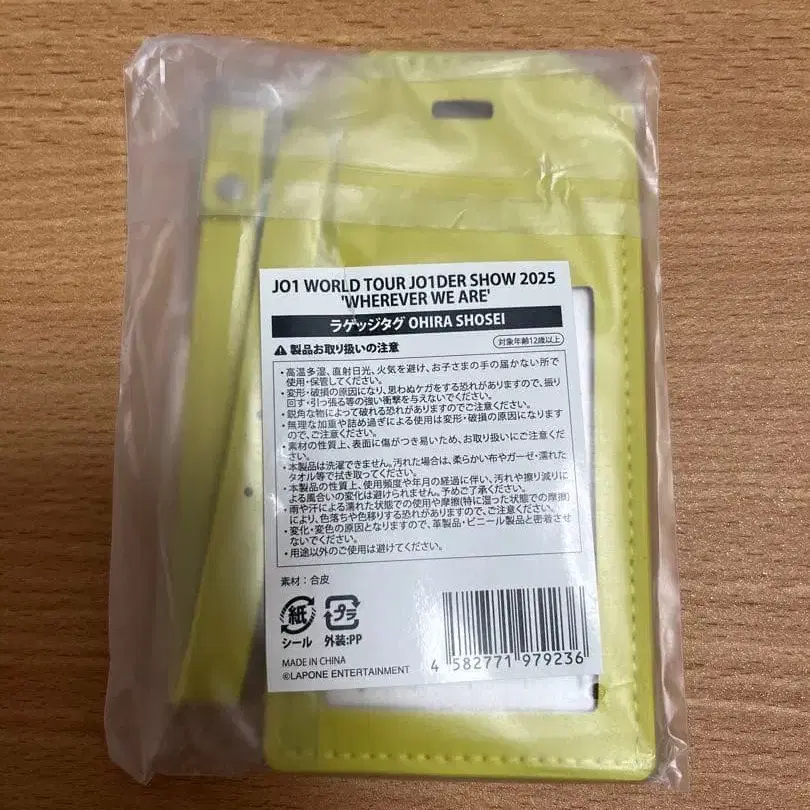 JO1 WORLD TOUR JO1DER SHOW 2025
'WHEREVER WE ARE'
ラゲッジタグ OHIRA SHOSEI
⚠ 製品お取り扱いの注意
対象年齢12歳以上
・高温多湿、直射日光、火気を避け、お子さまの手の届かない所で
使用・保管してください。
・変形・破損の原因になり、思わぬケガをする恐れがありますので、振り
回す・引っ張る等の強い衝撃を与えないでください。
・鋭角な物によって破れる恐れがありますのでご注意ください。
・無理な加重や詰め過ぎによる使用は変形・破損の原因になります
ので、ご注意ください。
・素材の性質上、表面に傷がつき易いため、お取り扱いにご注意ください。
・本製品は洗濯できません。汚れた場合は、柔らかい布やガーゼ・濡れた
タオル等で拭き取ってください。
・本製品の性質上、使用頻度や年月の経過に伴い、汚れや擦り減りに
よる風合いの変化は避けられません。予めご了承ください。
・雨や汗による濡れた状態での使用や摩擦(特に湿った状態での摩擦)
により、色落ちや色移りする恐れがありますので、ご注意ください。
・変化・変色の原因となりますので、革製品・ビニール製品と密着させ
ないでください。
・用途以外のご使用は避けてください。
素材：合皮
紙
シール
プラ
外装:PP
MADE IN CHINA
©LAPONE ENTERTAINMENT
4 582771 979236